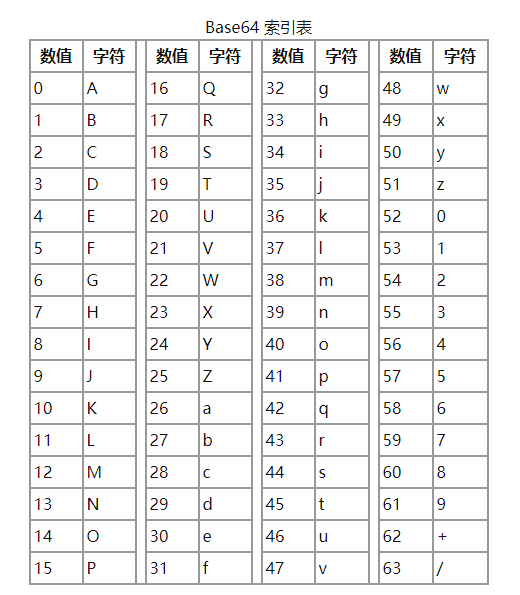 Base64 索引表
数值 字符 数值 字符 数值 字符 数值 字符
0 A 16 Q 32 g 48 w
1 B 17 R 33 h 49 x
2 C 18 S 34 i 50 y
3 D 19 T 35 j 51 z
4 E 20 U 36 k 52 0
5 F 21 V 37 l 53 1
6 G 22 W 38 m 54 2
7 H 23 X 39 n 55 3
8 I 24 Y 40 o 56 4
9 J 25 Z 41 p 57 5
10 K 26 a 42 q 58 6
11 L 27 b 43 r 59 7
12 M 28 c 44 s 60 8
13 N 29 d 45 t 61 9
14 O 30 e 46 u 62 +
15 P 31 f 47 v 63 /